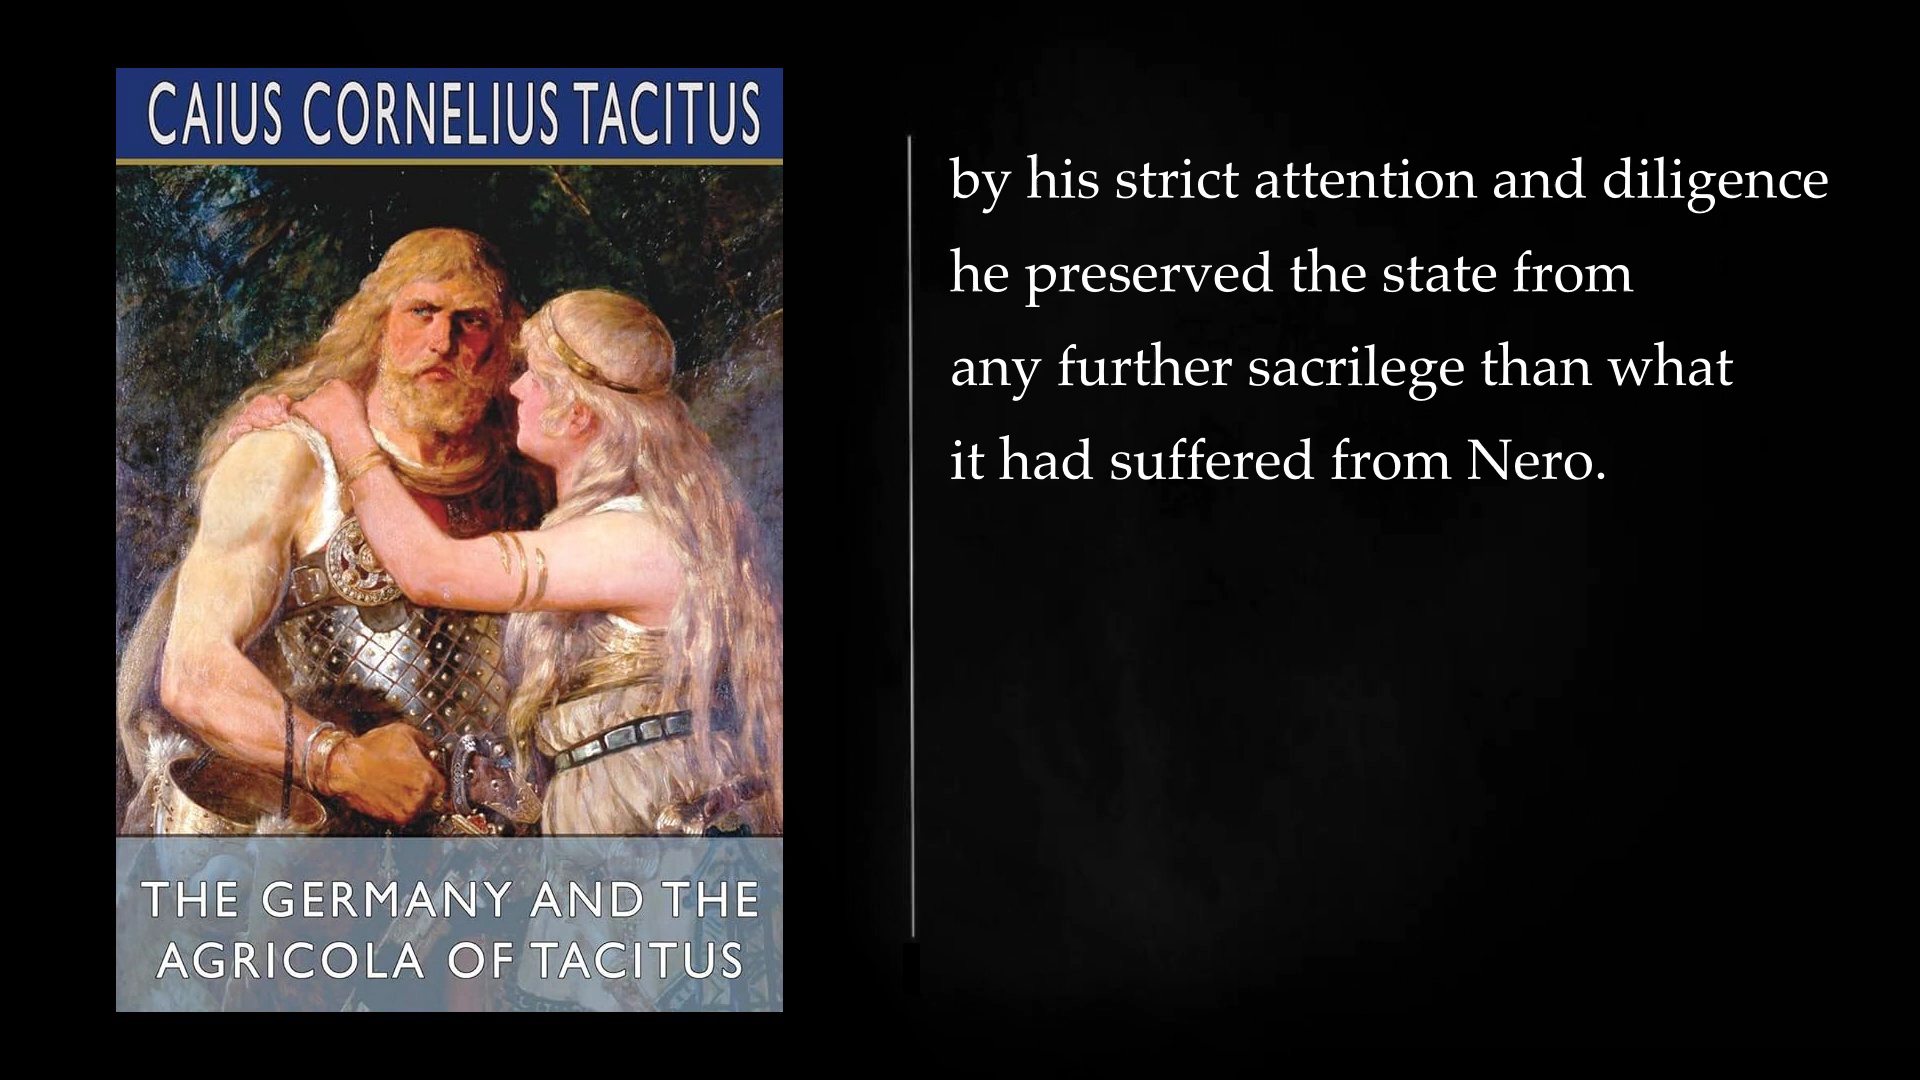 CAIUS CORNELIUS TACITUS
THE GERMANY AND THE
AGRICOLA OF TACITUS
by his strict attention and diligence
he preserved the state from
any further sacrilege than what
it had suffered from Nero.